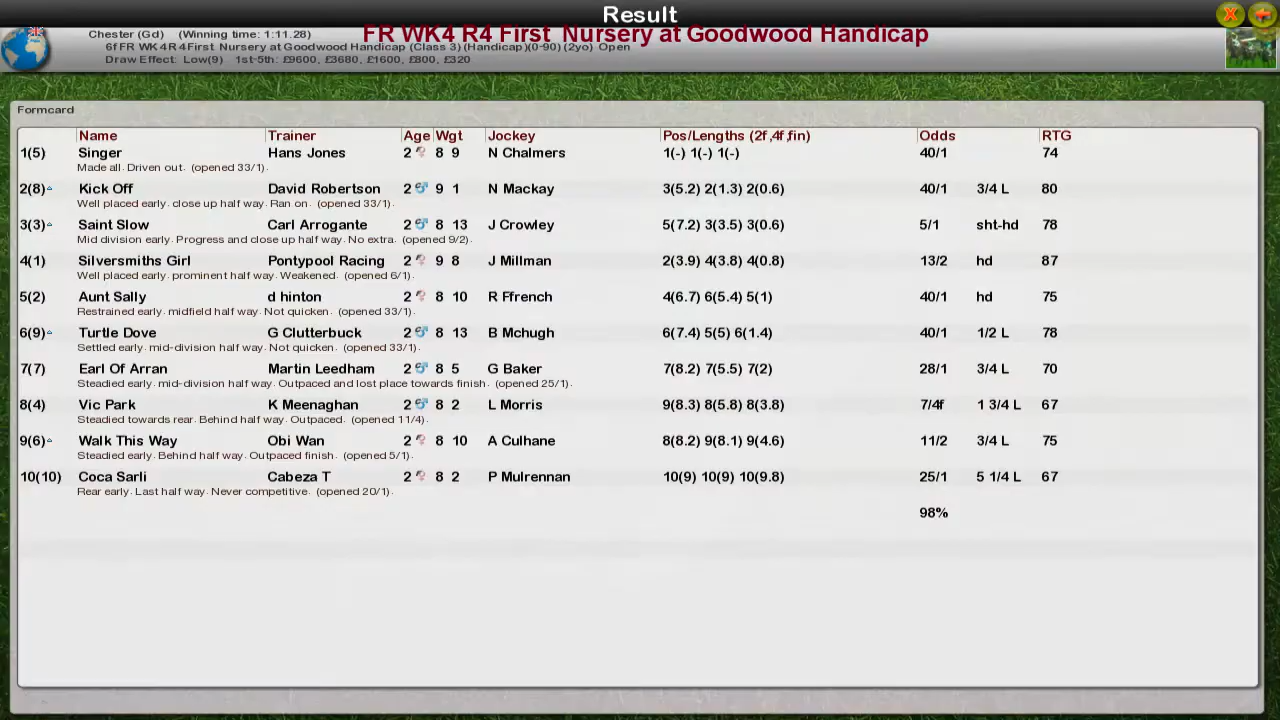 Result
Chester (Gd) (Winning time: 1:11.28)
FR WK4 R4 First Nursery at Goodwood Handicap
6f FR WK 4 R 4 First Nursery at Goodwood Handicap (Class 3) (Handicap)(0-90) (2yo) Open
Draw Effect: Low(9) 1st-5th: £9600, £3680, £1600, £800, £320
Formcard
Name Trainer Age Wgt Jockey Pos/Lengths (2f,4f,fin) Odds RTG
1(5) Singer Hans Jones 2 8 9 N Chalmers 1(-) 1(-) 1(-) 40/1 74
Made all. Driven out. (opened 33/1).
2(8) Kick Off David Robertson 2 9 1 N Mackay 3(5.2) 2(1.3) 2(0.6) 40/1 3/4 L 80
Well placed early. close up half way. Ran on. (opened 33/1).
3(3) Saint Slow Carl Arrogante 2 8 13 J Crowley 5(7.2) 3(3.5) 3(0.6) 5/1 sht-hd 78
Mid division early. Progress and close up half way. No extra. (opened 9/2).
4(1) Silversmiths Girl Pontypool Racing 2 9 8 J Millman 2(3.9) 4(3.8) 4(0.8) 13/2 hd 87
Well placed early. prominent half way. Weakened. (opened 6/1).
5(2) Aunt Sally d hinton 2 8 10 R Ffrench 4(6.7) 6(5.4) 5(1) 40/1 hd 75
Restrained early. midfield half way. Not quicken. (opened 33/1).
6(9) Turtle Dove G Clutterbuck 2 8 13 B Mchugh 6(7.4) 5(5) 6(1.4) 40/1 1/2 L 78
Settled early. mid-division half way. Not quicken. (opened 33/1).
7(7) Earl Of Arran Martin Leedham 2 8 5 G Baker 7(8.2) 7(5.5) 7(2) 28/1 3/4 L 70
Steadied early. mid-division half way. Outpaced and lost place towards finish. (opened 25/1).
8(4) Vic Park K Meenaghan 2 8 2 L Morris 9(8.3) 8(5.8) 8(3.8) 7/4f 1 3/4 L 67
Steadied towards rear. Behind half way. Outpaced. (opened 11/4).
9(6) Walk This Way Obi Wan 2 8 10 A Culhane 8(8.2) 9(8.1) 9(4.6) 11/2 3/4 L 75
Steadied early. Behind half way. Outpaced finish. (opened 5/1).
10(10) Coca Sarli Cabeza T 2 8 2 P Mulrennan 10(9) 10(9) 10(9.8) 25/1 5 1/4 L 67
Rear early. Last half way. Never competitive. (opened 20/1).
98%